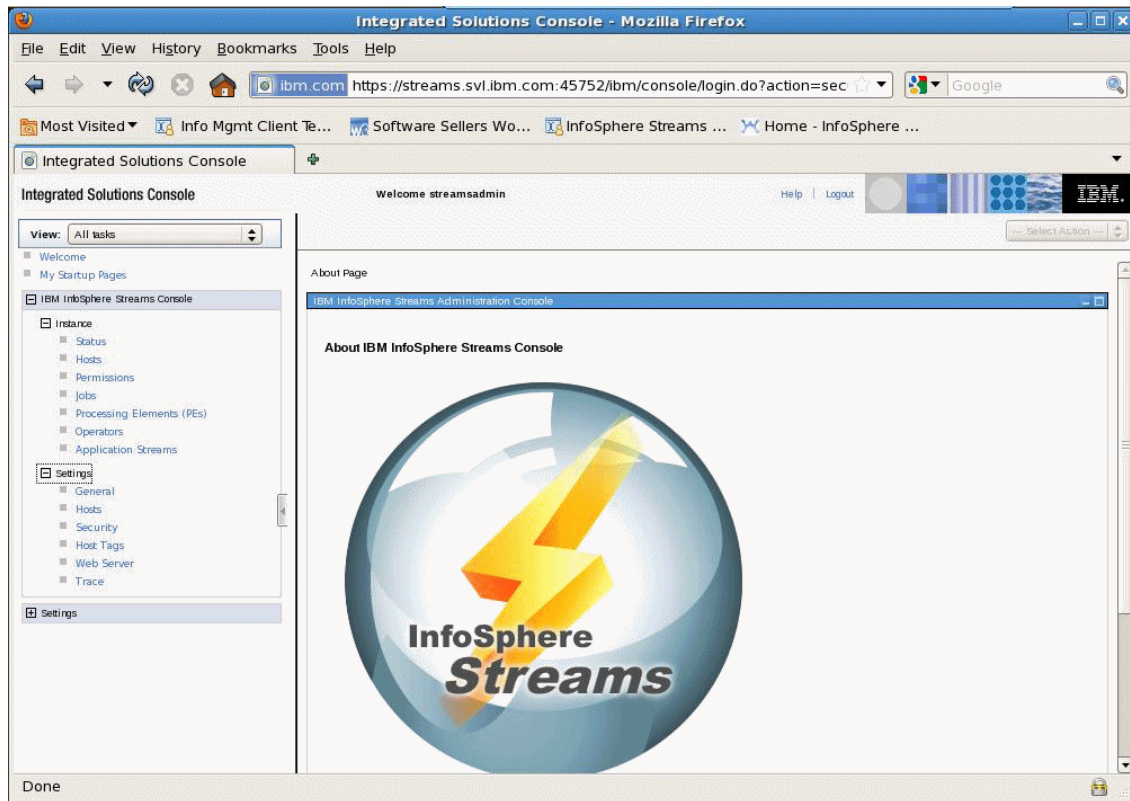 Integrated Solutions Console - Mozilla Firefox
File Edit View History Bookmarks Tools Help
ibm.com https://streams.svl.ibm.com:45752/ibm/console/login.do?action=sec Google
Most Visited Info Mgmt Client Te... Software Sellers Wo... InfoSphere Streams ... Home - InfoSphere ...
Integrated Solutions Console
Integrated Solutions Console Welcome streamsadmin Help Logout IBM.
View: All tasks
--- Select Action ---
Welcome
My Startup Pages
IBM InfoSphere Streams Console
Instance
Status
Hosts
Permissions
Jobs
Processing Elements (PEs)
Operators
Application Streams
Settings
General
Hosts
Security
Host Tags
Web Server
Trace
Settings
About Page
IBM InfoSphere Streams Administration Console
About IBM InfoSphere Streams Console
InfoSphere
Streams
Done